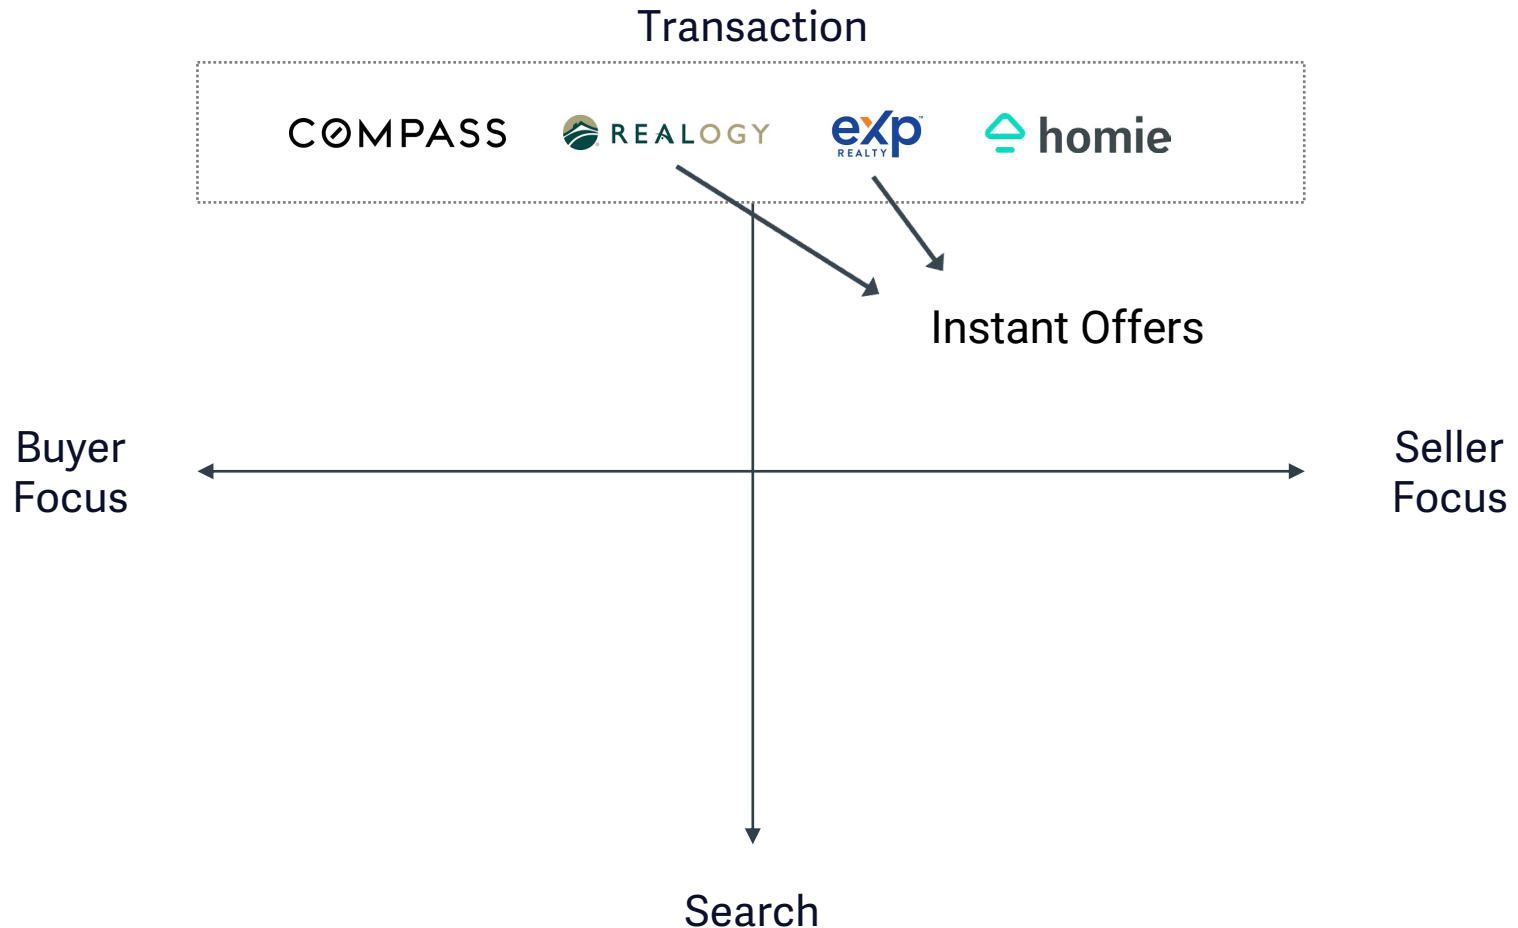 Transaction
COMPASS
REALOGY
eXp
REALTY
homie
Instant Offers
Buyer
Focus
Seller
Focus
Search